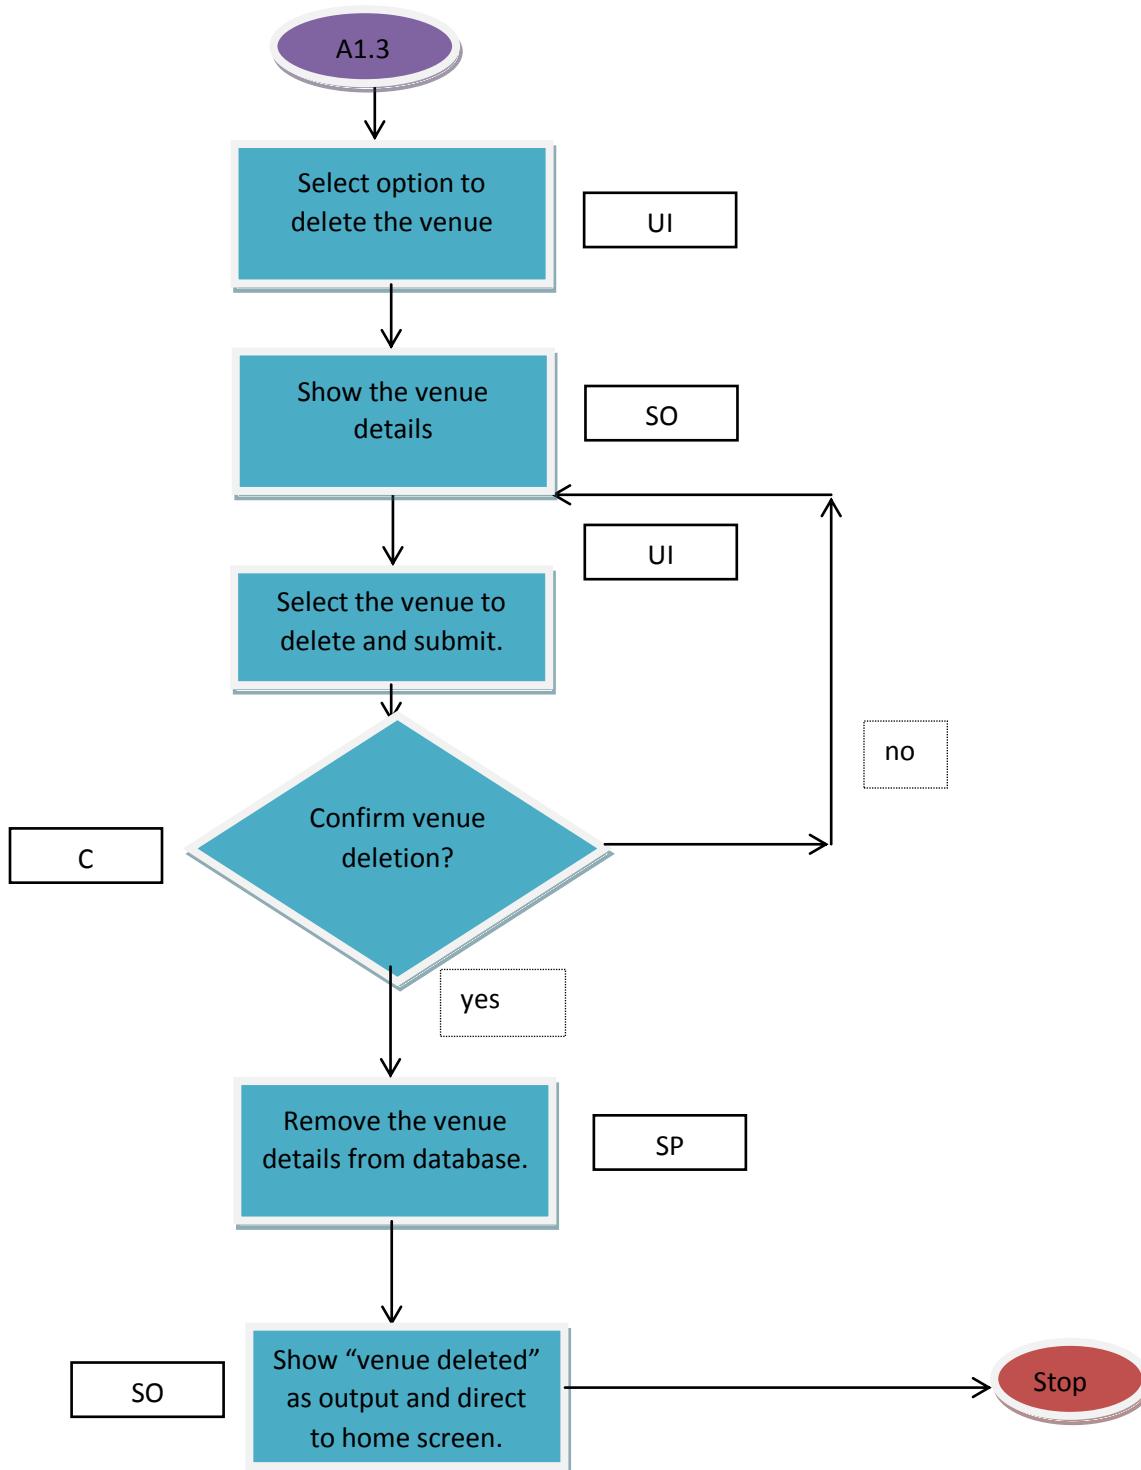 A1.3
Select option to
delete the venue
UI
Show the venue
details
SO
UI
Select the venue to
delete and submit.
no
Confirm venue
deletion?
C
yes
Remove the venue
details from database.
SP
Show “venue deleted”
as output and direct
to home screen.
SO
Stop